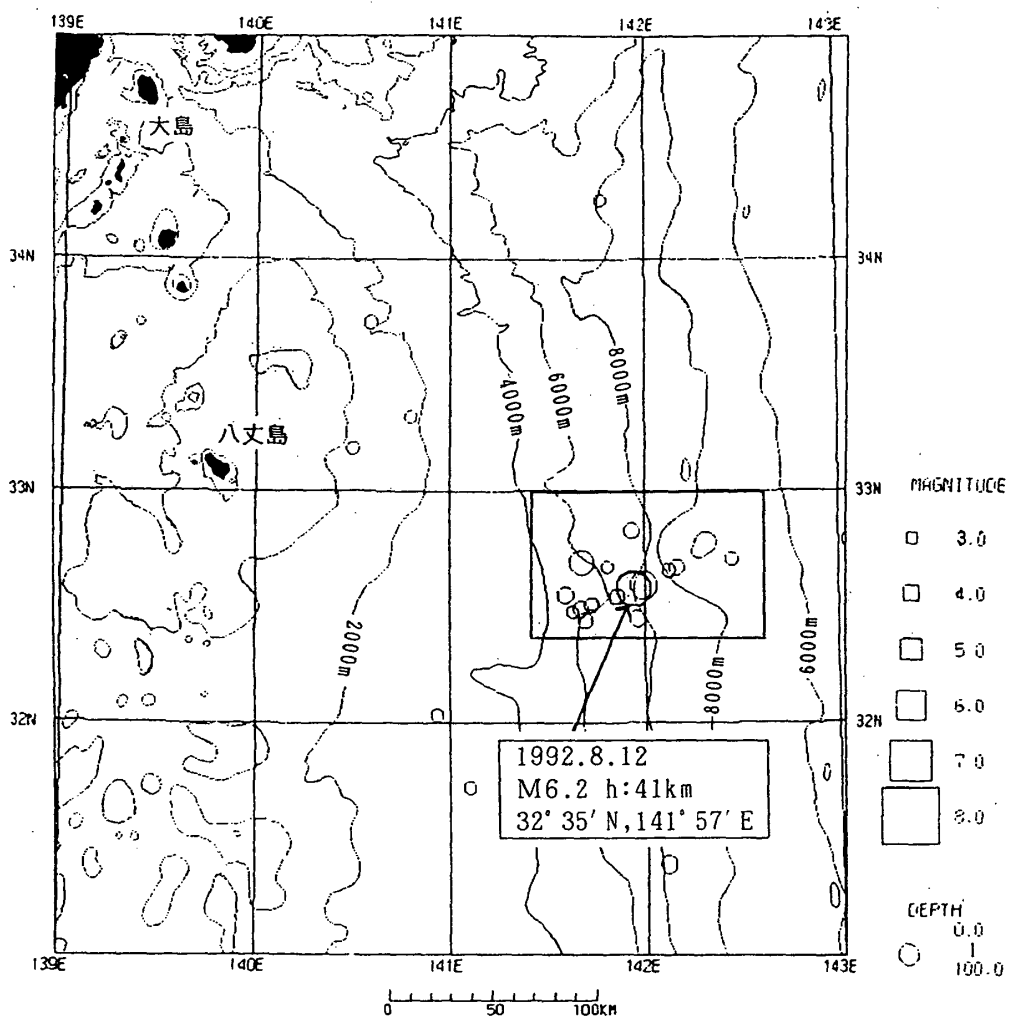 139E 140E 141E 142E 143E
大島
34N 34N
8000m
6000m
4000m
八丈島
33N 33N
MAGNITUDE
3.0
4.0
2000m
6000m
5.0
8000m
6.0
32N 32N
1992.8.12
7.0
M6.2 h:41km
32°35′N,141°57′E
8.0
DEPTH
0.0
100.0
139E 140E 141E 142E 143E
0 50 100KM